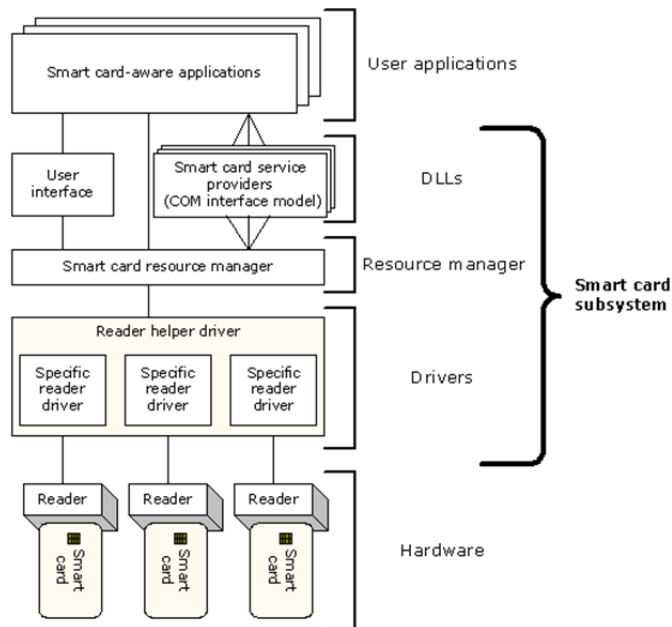 Smart card-aware applications
User applications
User
interface
Smart card service
providers
(COM interface model)
DLLs
Smart card resource manager
Resource manager
Smart card
subsystem
Reader helper driver
Specific
reader
driver
Specific
reader
driver
Specific
reader
driver
Drivers
Reader
Reader
Reader
Smart
card
Smart
card
Smart
card
Hardware